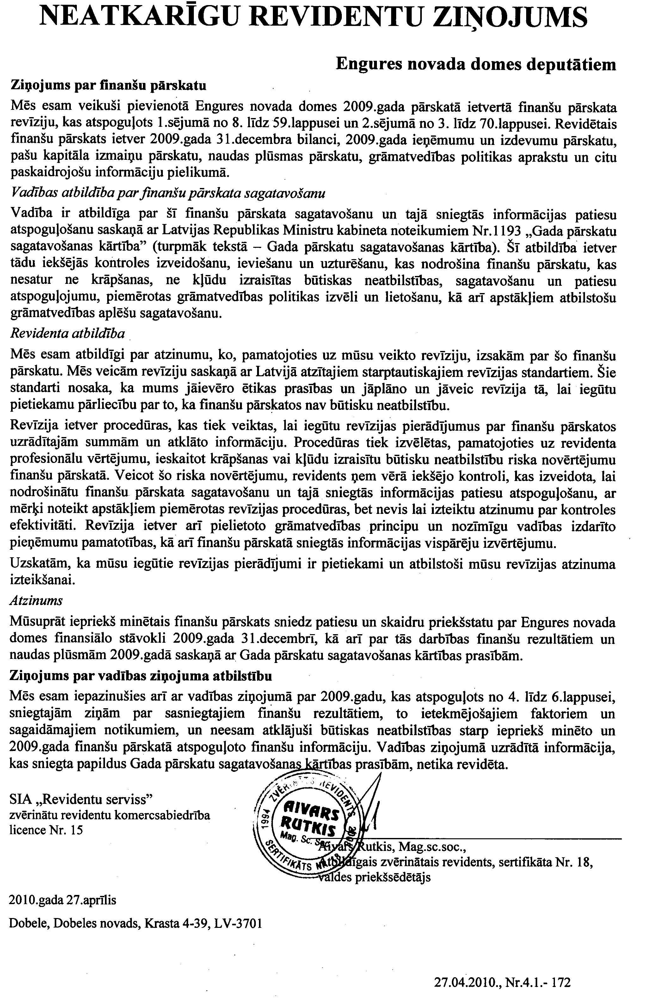 NEATKARĪGU REVIDENTU ZIŅOJUMS
Engures novada domes deputātiem
Ziņojums par finanšu pārskatu
Mēs esam veikuši pievienotā Engures novada domes 2009.gada pārskatā ietvertā finanšu pārskata
revīziju, kas atspoguļots 1.sējumā no 8. līdz 59.lappusei un 2.sējumā no 3. līdz 70.lappusei. Revidētais
finanšu pārskats ietver 2009.gada 31.decembra bilanci, 2009.gada ieņēmumu un izdevumu pārskatu,
pašu kapitāla izmaiņu pārskatu, naudas plūsmas pārskatu, grāmatvedības politikas aprakstu un citu
paskaidrojošu informāciju pielikumā.
Vadības atbildība par finanšu pārskata sagatavošanu
Vadība ir atbildīga par šī finanšu pārskata sagatavošanu un tajā sniegtās informācijas patiesu
atspoguļošanu saskaņā ar Latvijas Republikas Ministru kabineta noteikumiem Nr.1193 „Gada pārskatu
sagatavošanas kārtība” (turpmāk tekstā – Gada pārskatu sagatavošanas kārtība). Šī atbildība ietver
tādu iekšējās kontroles izveidošanu, ieviešanu un uzturēšanu, kas nodrošina finanšu pārskatu, kas
nesatur ne krāpšanas, ne kļūdu izraisītas būtiskas neatbilstības, sagatavošanu un patiesu
atspoguļojumu, piemērotas grāmatvedības politikas izvēli un lietošanu, kā arī apstākļiem atbilstošu
grāmatvedības aplēšu sagatavošanu.
Revidenta atbildība
Mēs esam atbildīgi par atzinumu, ko, pamatojoties uz mūsu veikto revīziju, izsakām par šo finanšu
pārskatu. Mēs veicām revīziju saskaņā ar Latvijā atzītajiem starptautiskajiem revīzijas standartiem. Šie
standarti nosaka, ka mums jāievēro ētikas prasības un jāplāno un jāveic revīzija tā, lai iegūtu
pietiekamu pārliecību par to, ka finanšu pārskatos nav būtisku neatbilstību.
Revīzija ietver procedūras, kas tiek veiktas, lai iegūtu revīzijas pierādījumus par finanšu pārskatos
uzrādītajām summām un atklāto informāciju. Procedūras tiek izvēlētas, pamatojoties uz revidenta
profesionālu vērtējumu, ieskaitot krāpšanas vai kļūdu izraisītu būtisku neatbilstību riska novērtējumu
finanšu pārskatā. Veicot šo riska novērtējumu, revidents ņem vērā iekšējo kontroli, kas izveidota, lai
nodrošinātu finanšu pārskata sagatavošanu un tajā sniegtās informācijas patiesu atspoguļošanu, ar
mērķi noteikt apstākļiem piemērotas revīzijas procedūras, bet nevis lai izteiktu atzinumu par kontroles
efektivitāti. Revīzija ietver arī pielietoto grāmatvedības principu un nozīmīgu vadības izdarīto
pieņēmumu pamatotības, kā arī finanšu pārskatā sniegtās informācijas vispārēju izvērtējumu.
Uzskatām, ka mūsu iegūtie revīzijas pierādījumi ir pietiekami un atbilstoši mūsu revīzijas atzinuma
izteikšanai.
Atzinums
Mūsuprāt iepriekš minētais finanšu pārskats sniedz patiesu un skaidru priekšstatu par Engures novada
domes finansiālo stāvokli 2009.gada 31.decembrī, kā arī par tās darbības finanšu rezultātiem un
naudas plūsmām 2009.gadā saskaņā ar Gada pārskatu sagatavošanas kārtības prasībām.
Ziņojums par vadības ziņojuma atbilstību
Mēs esam iepazinušies arī ar vadības ziņojumā par 2009.gadu, kas atspoguļots no 4. līdz 6.lappusei,
sniegtajām ziņām par sasniegtajiem finanšu rezultātiem, to ietekmējošajiem faktoriem un
sagaidāmajiem notikumiem, un neesam atklājuši būtiskas neatbilstības starp iepriekš minēto un
2009.gada finanšu pārskatā atspoguļoto finanšu informāciju. Vadības ziņojumā uzrādītā informācija,
kas sniegta papildus Gada pārskatu sagatavošanas kārtības prasībām, netika revidēta.
SIA „Revidentu serviss”
zvērinātu revidentu komercsabiedrība
licence Nr. 15
1994 ZVĒRINĀTS REVIDENTS
AIVARS
RUTKIS
Mag. Sc. Soc.
SERTIFIKĀTS Nr. 18
Aivars Rutkis, Mag.sc.soc.,
Atbildīgais zvērinātais revidents, sertifikāta Nr. 18,
valdes priekšsēdētājs
2010.gada 27.aprīlis
Dobele, Dobeles novads, Krasta 4-39, LV-3701
27.04.2010., Nr.4.1.- 172